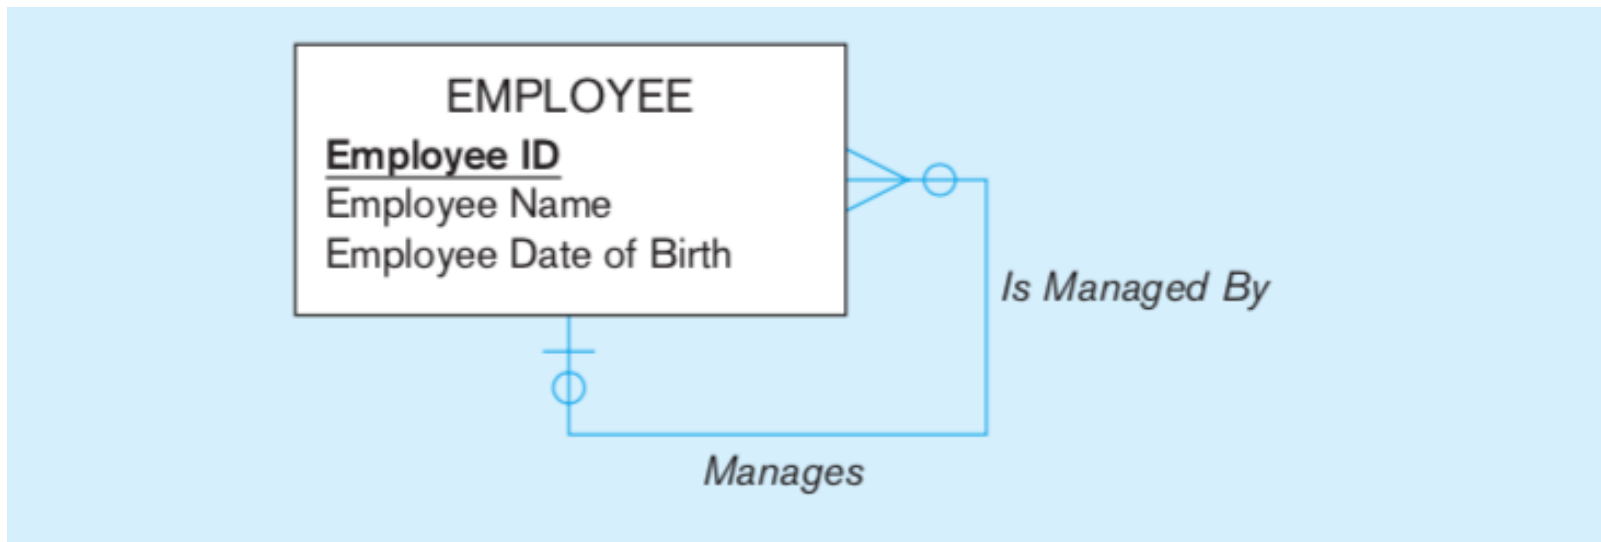 EMPLOYEE
Employee ID
Employee Name
Employee Date of Birth
Is Managed By
Manages